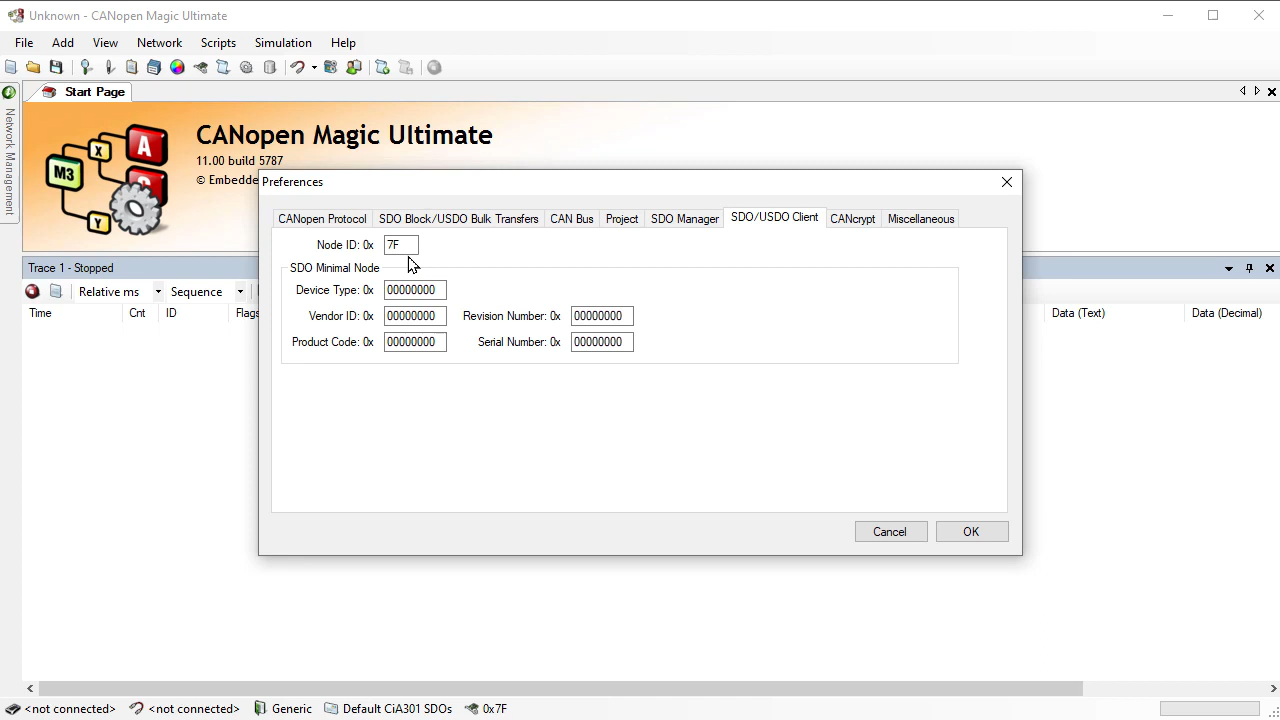 Unknown - CANopen Magic Ultimate
File Add View Network Scripts Simulation Help
Start Page
Network Management
M3 X A Y
CANopen Magic Ultimate
11.00 build 5787
© Embedde
Preferences
CANopen Protocol SDO Block/USDO Bulk Transfers CAN Bus Project SDO Manager SDO/USDO Client CANcrypt Miscellaneous
Node ID: 0x 7F
SDO Minimal Node
Device Type: 0x 00000000
Vendor ID: 0x 00000000 Revision Number: 0x 00000000
Product Code: 0x 00000000 Serial Number: 0x 00000000
Cancel OK
Trace 1 - Stopped
Relative ms Sequence
Time Cnt ID Flags Data (Text) Data (Decimal)
<not connected> <not connected> Generic Default CiA301 SDOs 0x7F